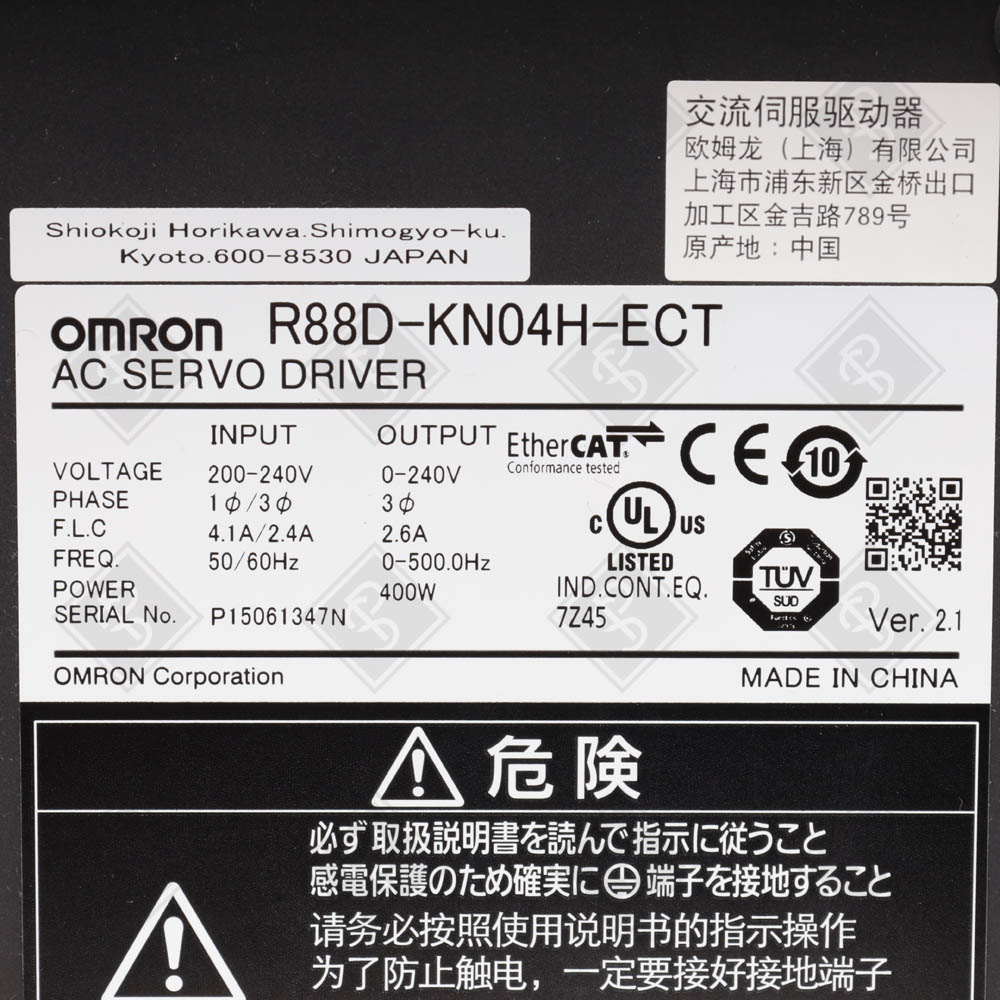 交流伺服驱动器
欧姆龙（上海）有限公司
上海市浦东新区金桥出口
加工区金吉路789号
原产地：中国
Shiokoji Horikawa.Shimogyo-ku.
Kyoto.600-8530 JAPAN
OMRON R88D-KN04H-ECT
AC SERVO DRIVER
INPUT OUTPUT
VOLTAGE 200-240V 0-240V
PHASE 1φ/3φ 3φ
F.L.C 4.1A/2.4A 2.6A
FREQ. 50/60Hz 0-500.0Hz
POWER 400W
SERIAL No. P15061347N
EtherCAT®
Conformance tested
CE
10
C UL US
LISTED
IND.CONT.EQ.
7Z45
TÜV
SÜD
Ver. 2.1
OMRON Corporation MADE IN CHINA
危険
必ず取扱説明書を読んで指示に従うこと
感電保護のため確実に端子を接地すること
请务必按照使用说明书的指示操作
为了防止触电，一定要接好接地端子